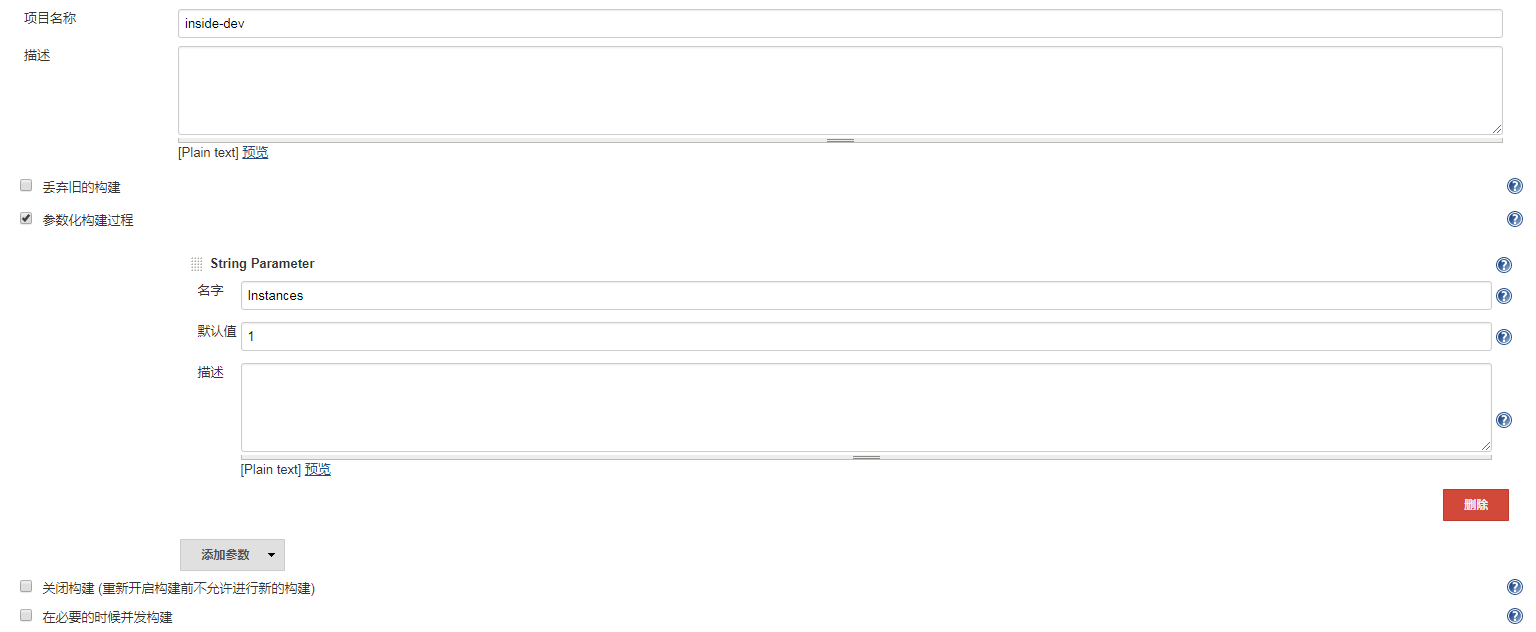 项目名称
inside-dev
描述
[Plain text] 预览
丢弃旧的构建
参数化构建过程
String Parameter
名字
Instances
默认值
1
描述
[Plain text] 预览
删除
添加参数
关闭构建 (重新开启构建前不允许进行新的构建)
在必要的时候并发构建